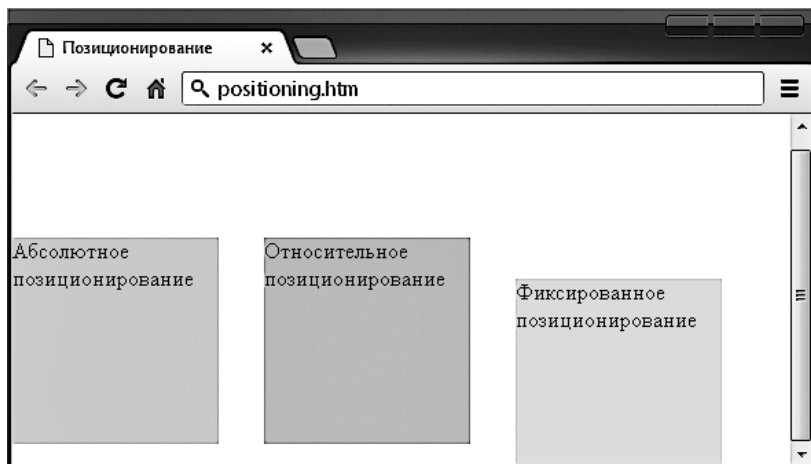 Позиционирование
positioning.htm
Абсолютное
позиционирование
Относительное
позиционирование
Фиксированное
позиционирование